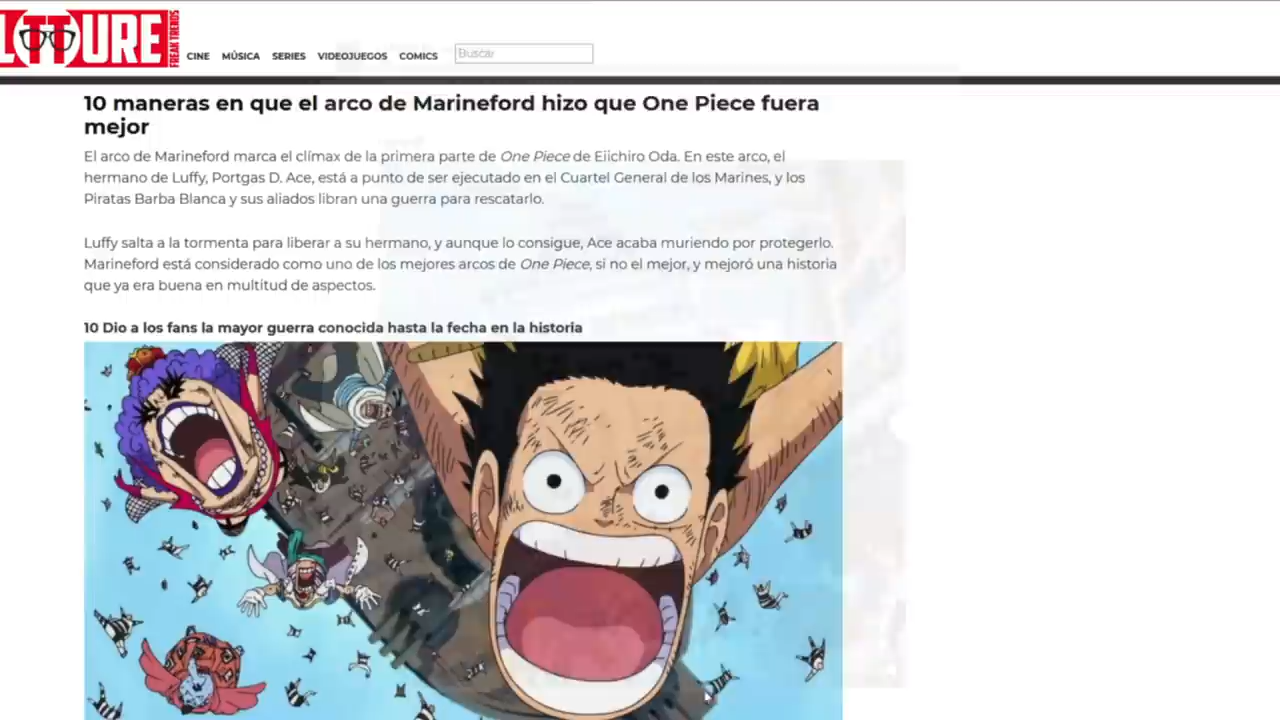 LTTURE
FREAK TRENDS
CINE MÚSICA SERIES VIDEOJUEGOS COMICS Buscar
10 maneras en que el arco de Marineford hizo que One Piece fuera
mejor
El arco de Marineford marca el clímax de la primera parte de One Piece de Eiichiro Oda. En este arco, el
hermano de Luffy, Portgas D. Ace, está a punto de ser ejecutado en el Cuartel General de los Marines, y los
Piratas Barba Blanca y sus aliados libran una guerra para rescatarlo.
Luffy salta a la tormenta para liberar a su hermano, y aunque lo consigue, Ace acaba muriendo por protegerlo.
Marineford está considerado como uno de los mejores arcos de One Piece, si no el mejor, y mejoró una historia
que ya era buena en multitud de aspectos.
10 Dio a los fans la mayor guerra conocida hasta la fecha en la historia